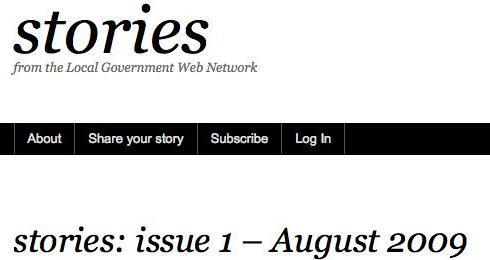 stories
from the Local Government Web Network
About Share your story Subscribe Log In
stories: issue 1 – August 2009